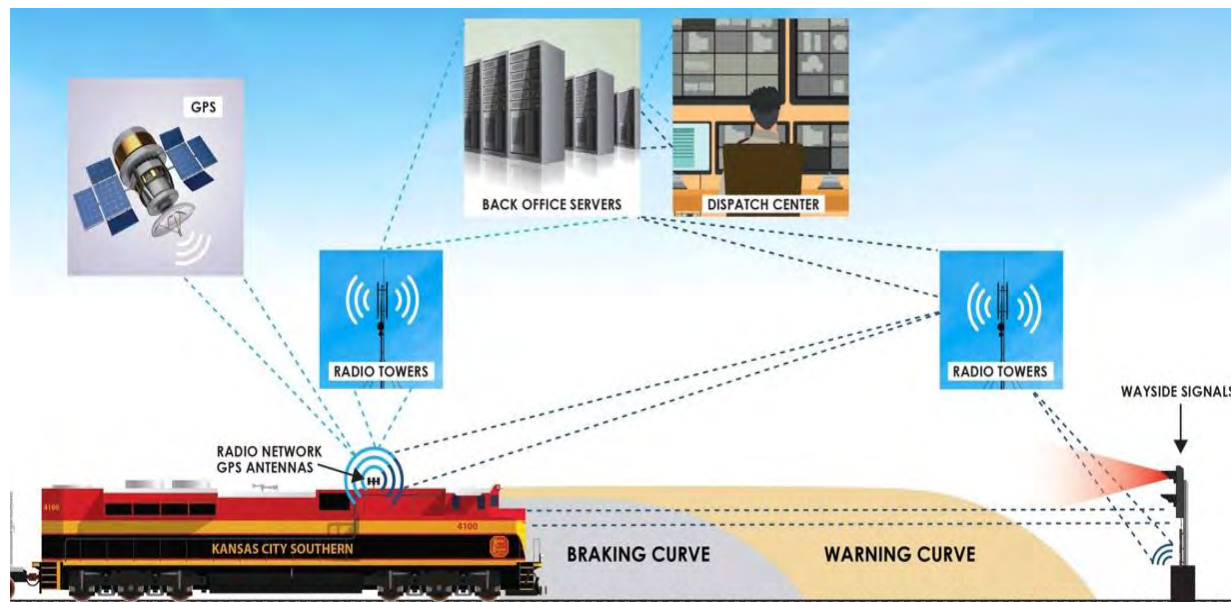 GPS
BACK OFFICE SERVERS
DISPATCH CENTER
RADIO TOWERS
RADIO TOWERS
WAYSIDE SIGNALS
RADIO NETWORK
GPS ANTENNAS
4100
4100
KANSAS CITY SOUTHERN
BRAKING CURVE
WARNING CURVE